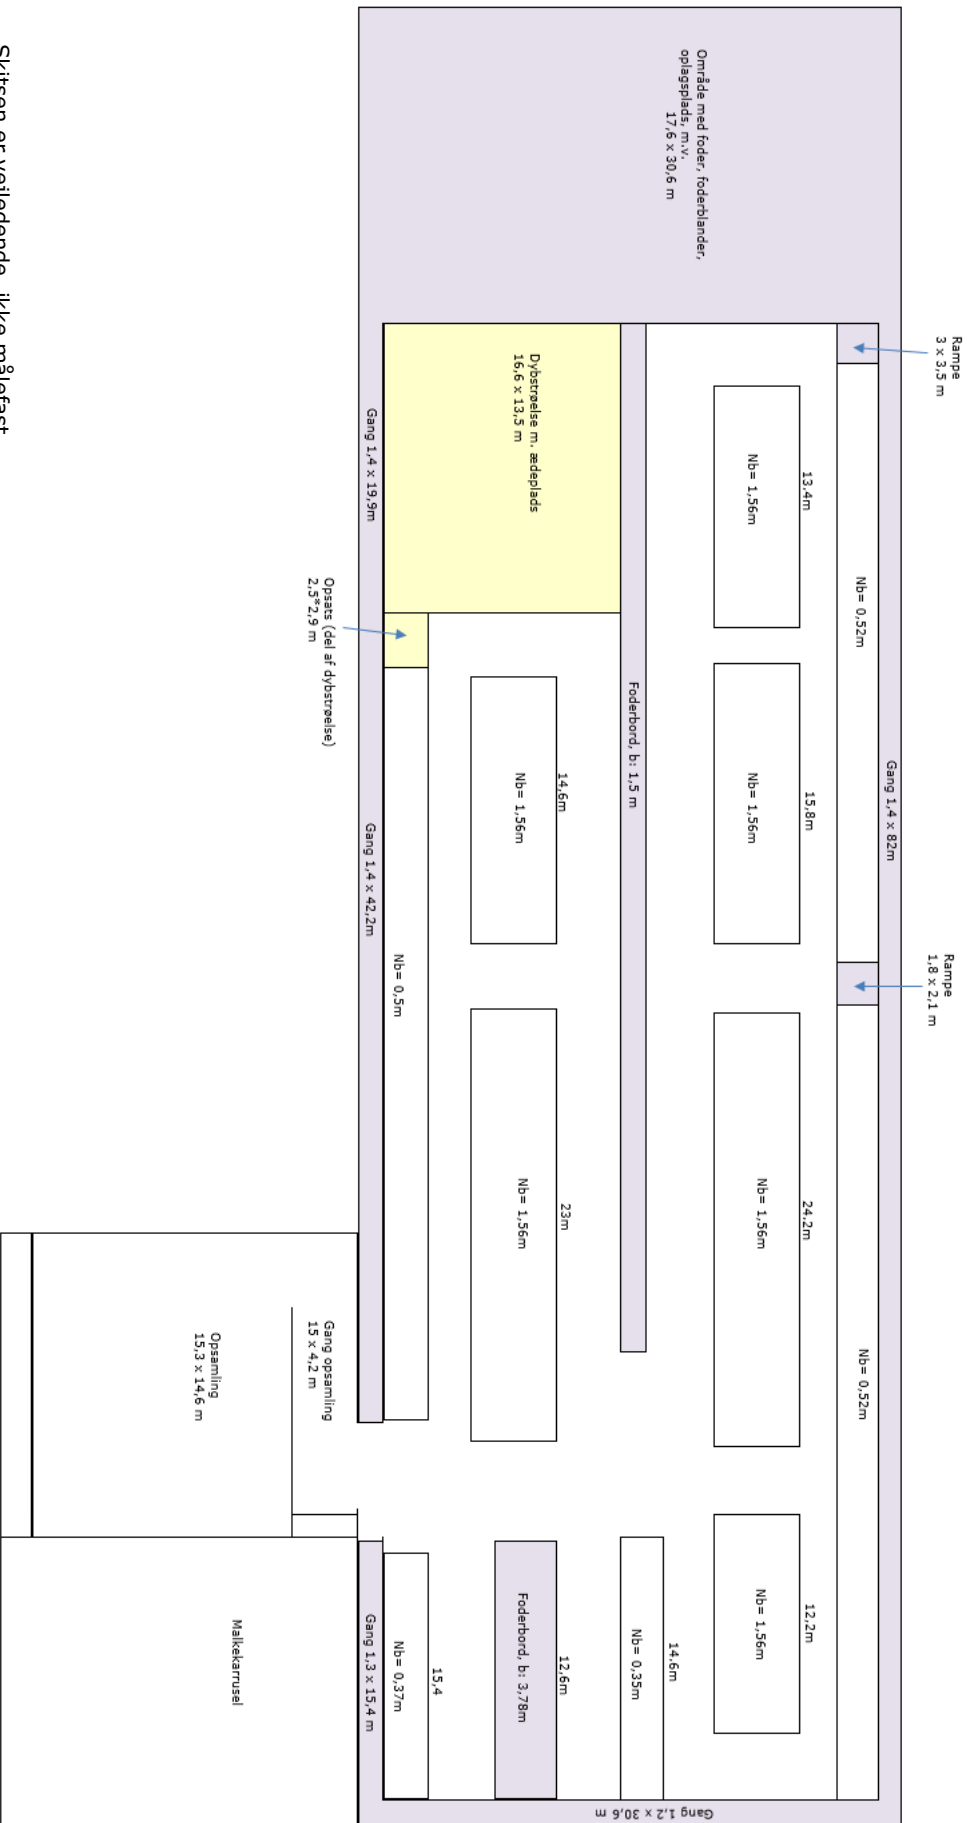 Rampe
3 x 3,5 m
Rampe
1,8 x 2,1 m
Gang 1,4 x 82m
Nb= 0,52m
Nb= 0,52m
Område med foder, foderblander,
oplagsplads, m.v.
17,6 x 30,6 m
13,4m
Nb= 1,56m
15,8m
Nb= 1,56m
24,2m
Nb= 1,56m
12,2m
Nb= 1,56m
Gang 1,2 x 30,6 m
14,6m
Nb= 0,35m
Foderbord, b: 1,5 m
Dybstrøelse m. ædeplads
16,6 x 13,5 m
14,6m
Nb= 1,56m
23m
Nb= 1,56m
12,6m
Foderbord, b: 3,78m
15,4
Nb= 0,37m
Nb= 0,5m
Gang 1,4 x 19,9m
Gang 1,4 x 42,2m
Gang 1,3 x 15,4 m
Opsats (del af dybstrøelse)
2,5*2,9 m
Gang opsamling
15 x 4,2 m
Opsamling
15,3 x 14,6 m
Malkekarrusel
Skitsen er vejledende, ikke målefast